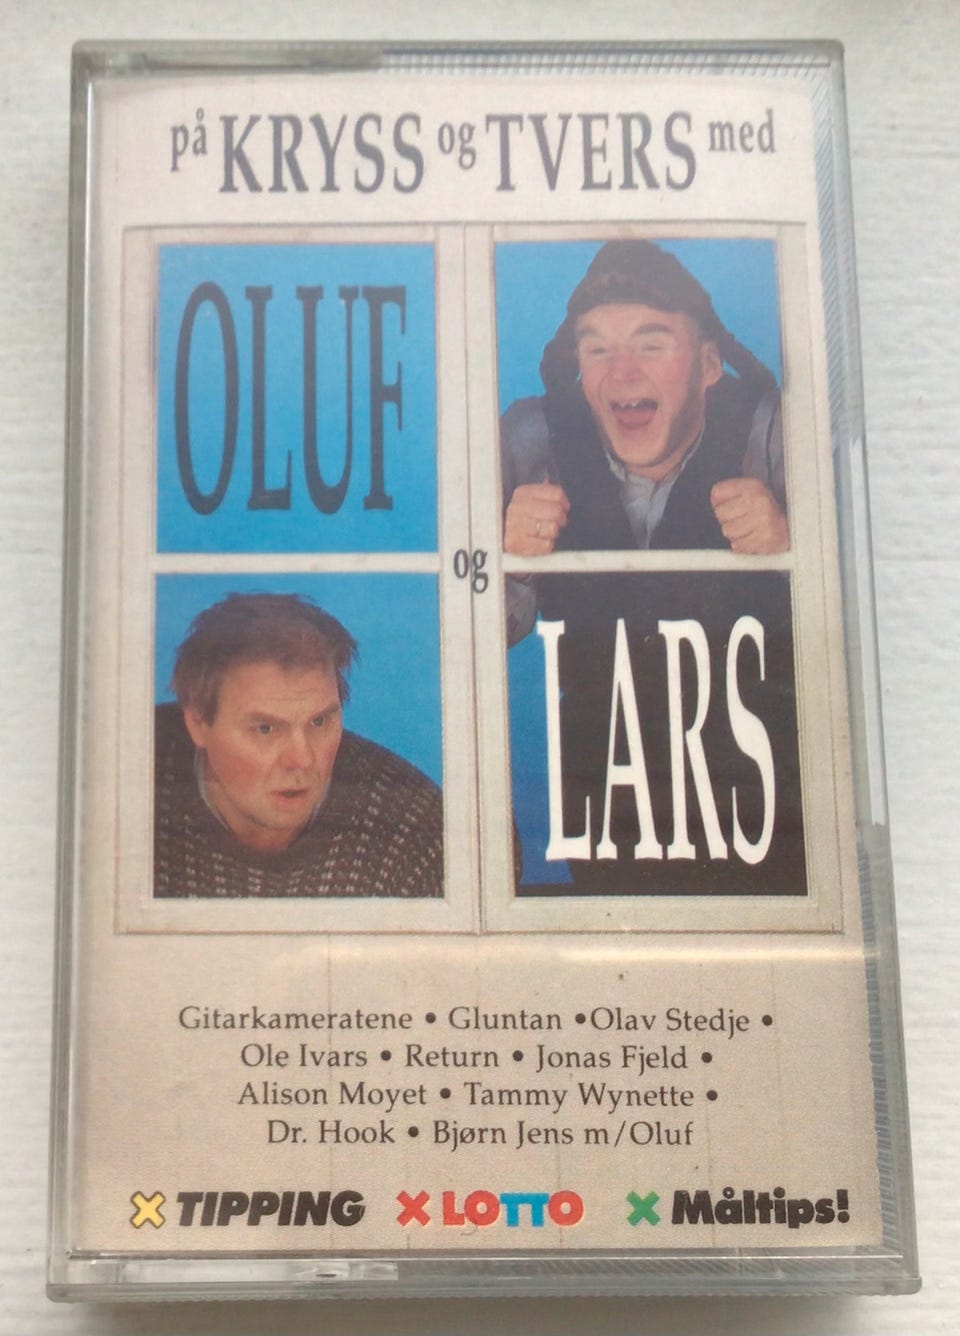 på KRYSS og TVERS med
OLUF
og
LARS
Gitarkameratene • Gluntan •Olav Stedje •
Ole Ivars • Return • Jonas Fjeld •
Alison Moyet • Tammy Wynette •
Dr. Hook • Bjørn Jens m/Oluf
X TIPPING X LOTTO X Måltips!